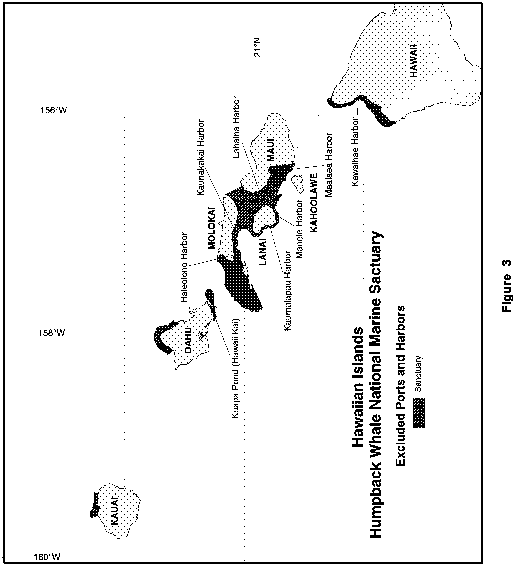 HAWAII
21°N
156°W
Lahaina Harbor
Kaunakakai Harbor
MAUI
Maalaea Harbor
Kawaihae Harbor
KAHOOLAWE
MOLOKAI
Haleolono Harbor
LANAI
Manele Harbor
Kaumalapau Harbor
158°W
OAHU
Kuapa Pond (Hawaii Kai)
KAUAI
160°W
Hawaiian Islands
Humpback Whale National Marine Sactuary
Excluded Ports and Harbors
Sanctuary
Figure 3